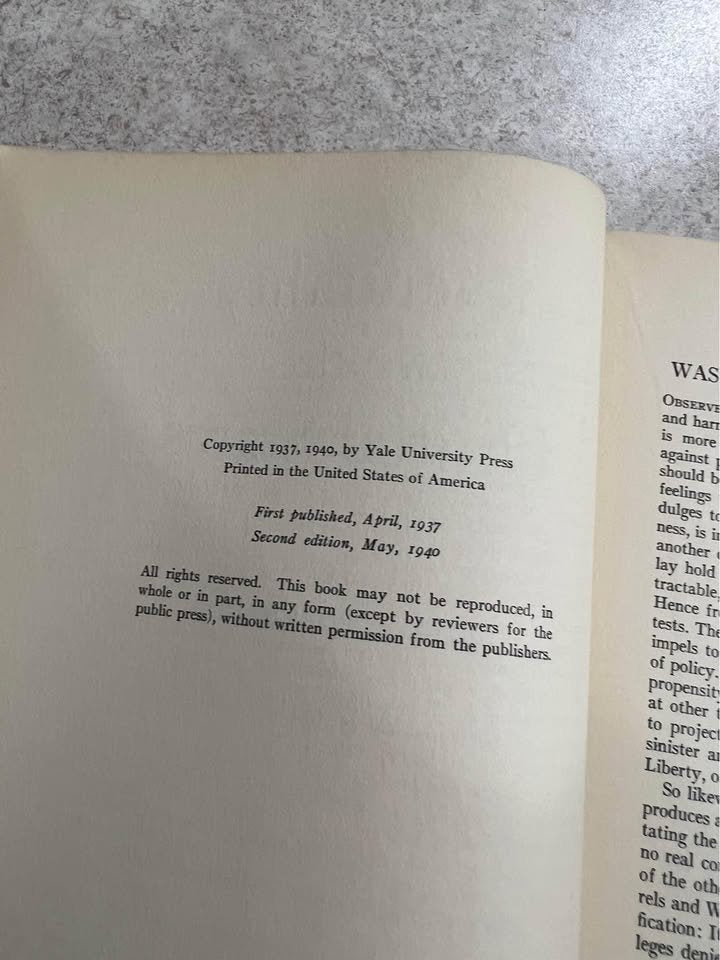 Copyright 1937, 1940, by Yale University Press
Printed in the United States of America
First published, April, 1937
Second edition, May, 1940
All rights reserved. This book may not be reproduced, in
whole or in part, in any form (except by reviewers for the
public press), without written permission from the publishers.
WAS
OBSERVE
and harm
is more
against
should b
feelings
dulges to
ness, is i
another
lay hold
tractable,
Hence fr
tests. The
impels to
of policy.
propensity
at other
to project
sinister a
Liberty, o
So likew
produces a
tating the
no real co
of the oth
rels and W
fication: I
leges deni